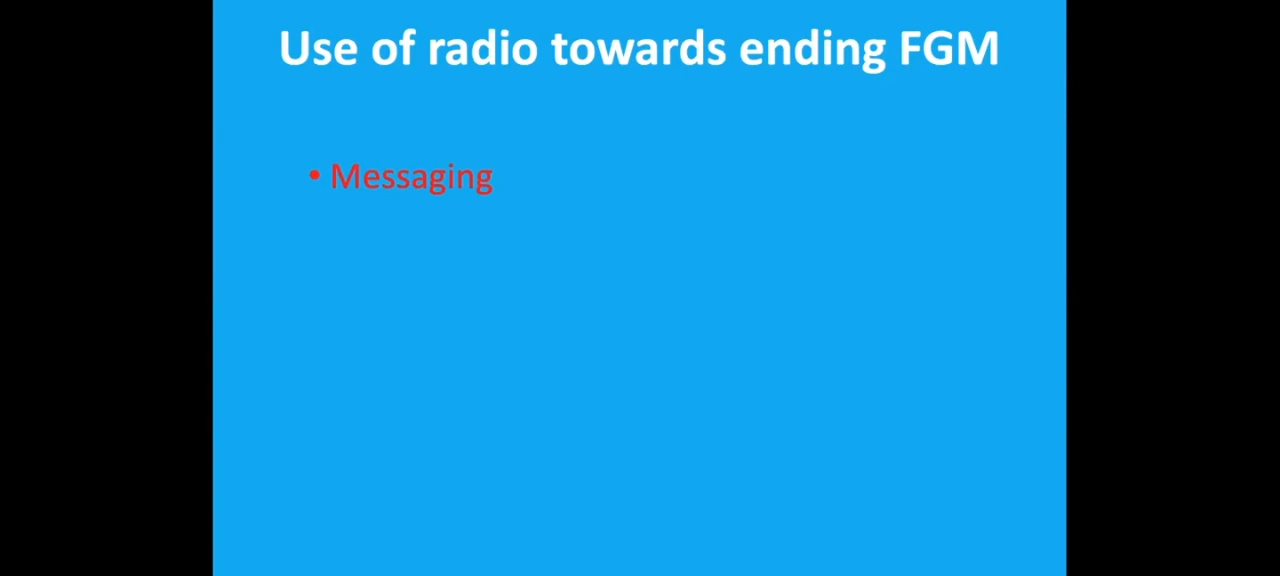 Use of radio towards ending FGM
• Messaging